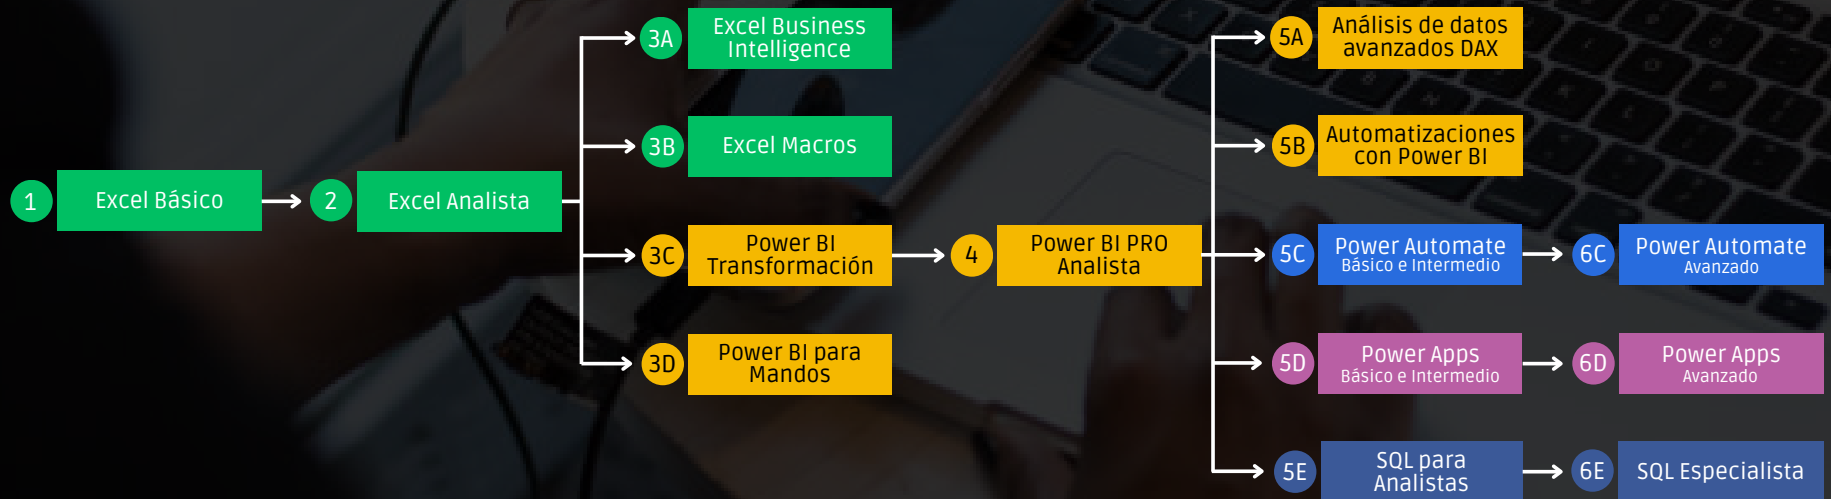 1
Excel Básico
2
Excel Analista
3A
Excel Business
Intelligence
3B
Excel Macros
3C
Power BI
Transformación
3D
Power BI para
Mandos
4
Power BI PRO
Analista
5A
Análisis de datos
avanzados DAX
5B
Automatizaciones
con Power BI
5C
Power Automate
Básico e Intermedio
6C
Power Automate
Avanzado
5D
Power Apps
Básico e Intermedio
6D
Power Apps
Avanzado
5E
SQL para
Analistas
6E
SQL Especialista